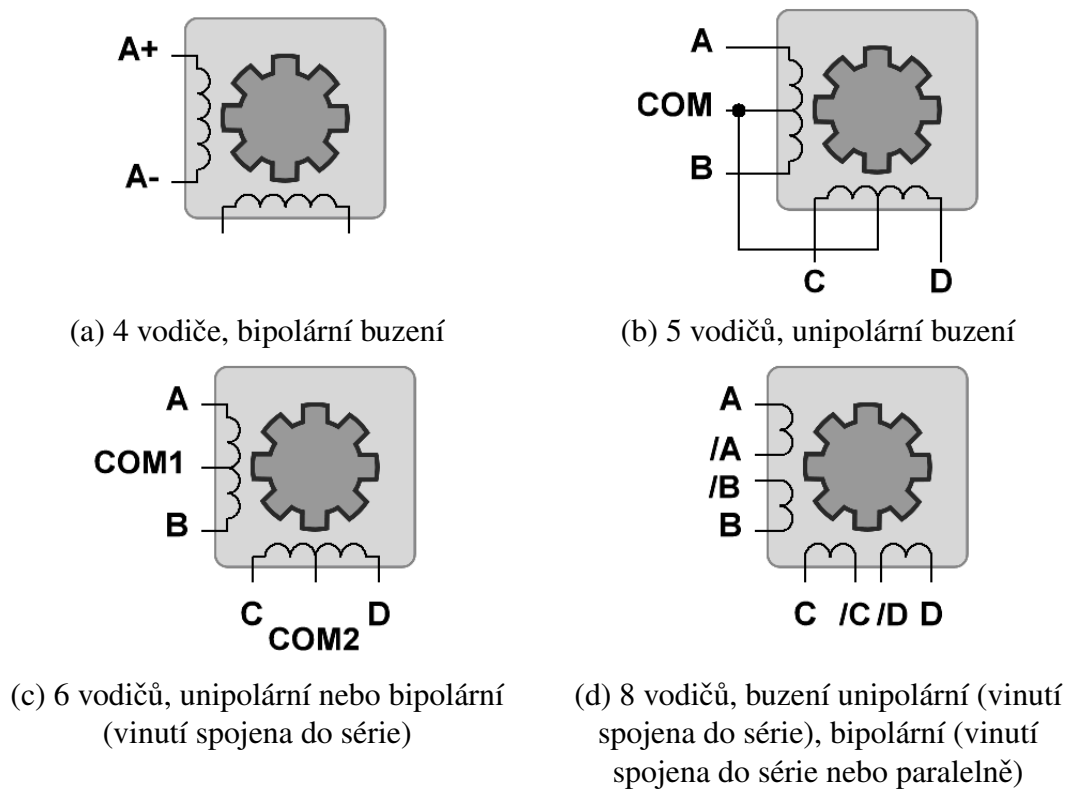 A+
A-
(a) 4 vodiče, bipolární buzení
A
COM
B
C D
(b) 5 vodičů, unipolární buzení
A
COM1
B
C D
COM2
(c) 6 vodičů, unipolární nebo bipolární
(vinutí spojena do série)
A
/A
/B
B
C /C /D D
(d) 8 vodičů, buzení unipolární (vinutí
spojena do série), bipolární (vinutí
spojena do série nebo paralelně)